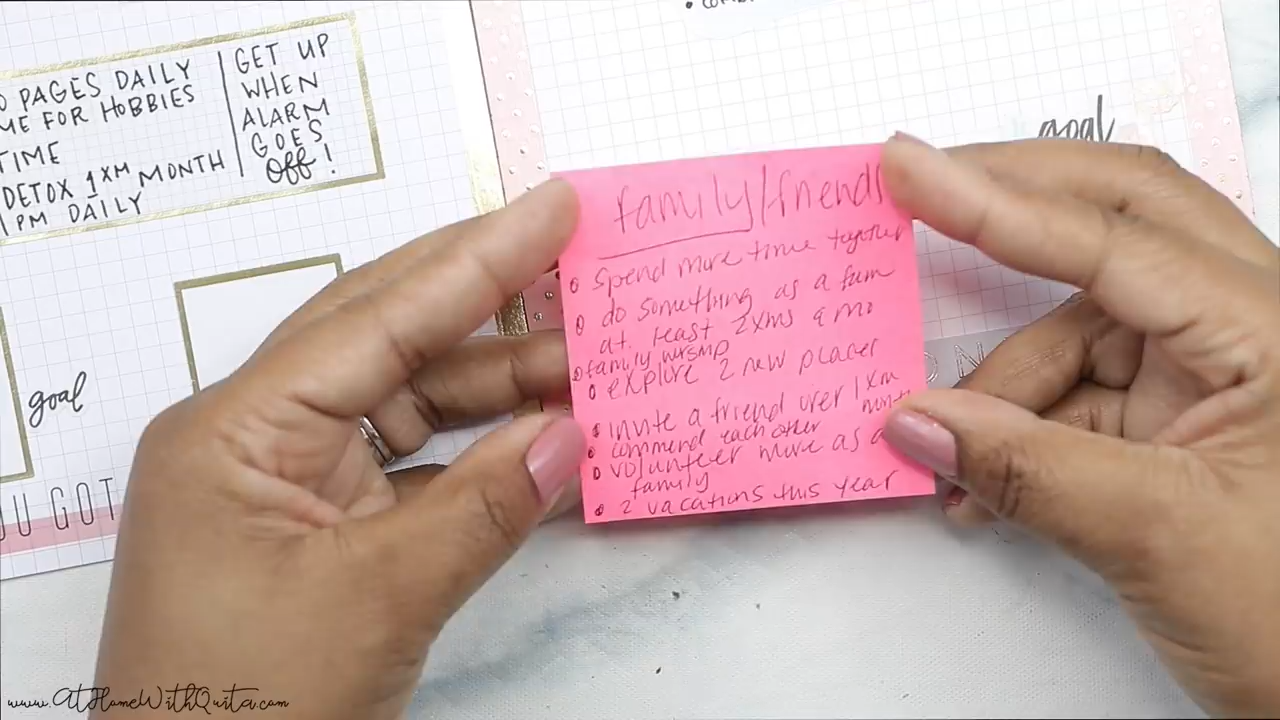 PAGES DAILY
ME FOR HOBBIES
TIME
DETOX 1XM MONTH
PM DAILY
GET UP
WHEN
ALARM
GOES
OFF!
goal
goal
U GOT
family/friends
spend more time together
do something as a fam
at least 2xms a mo
family wrshp
explore 2 new places
invite a friend over 1xm
month
commend each other
volunteer more as a
family
2 vacations this year
www.AtHomeWithQuita.com